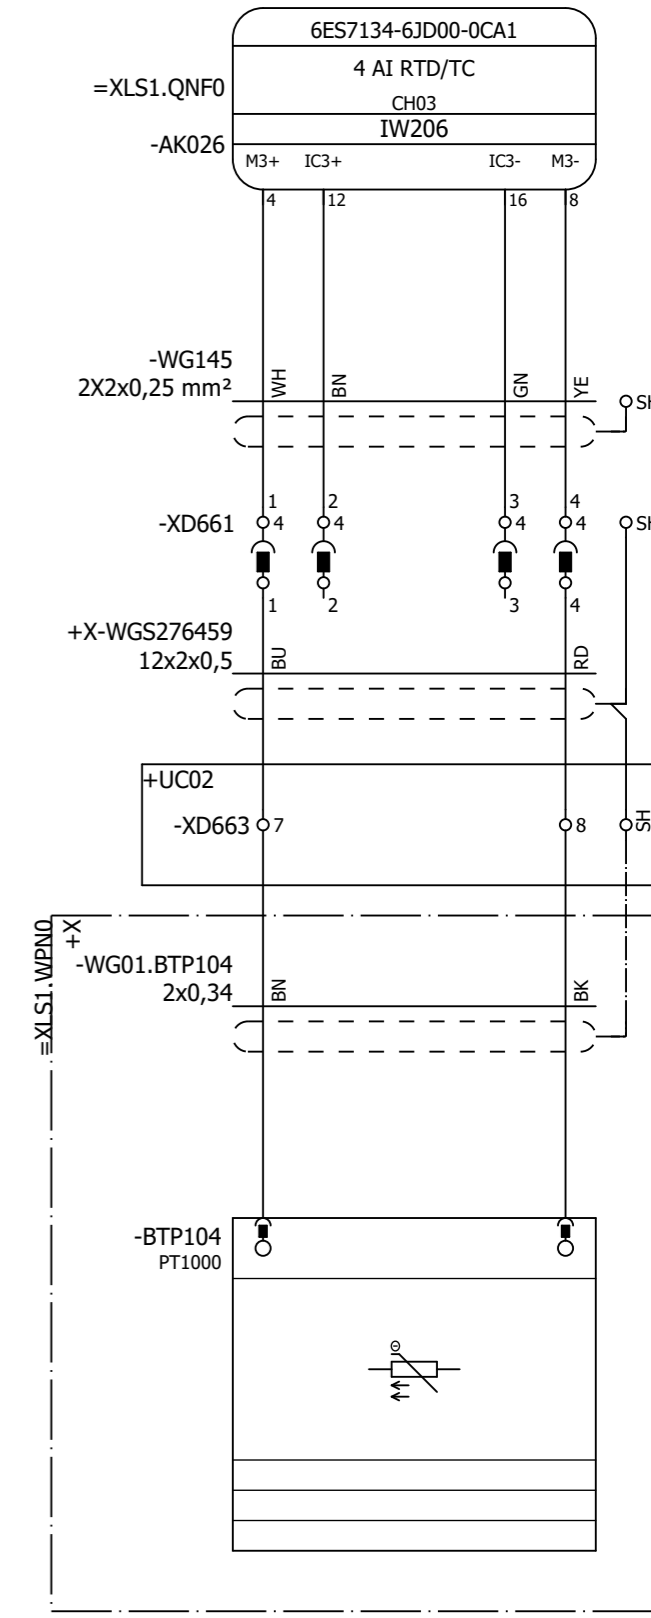 6ES7134-6JD00-0CA1
4 AI RTD/TC
=XLS1.QNF0
CH03
IW206
-AK026
M3+ IC3+ IC3- M3-
4 12 16 8
-WG145
2X2x0,25 mm²
WH BN GN YE
SH
1 2 3 4
-XD661 4 4 4 4 SH
1 2 3 4
+X-WGS276459
12x2x0,5
BU RD
+UC02
-XD663 7 8 SH
=XLS1.WPN0
+X
-WG01.BTP104
2x0,34
BN BK
-BTP104
PT1000